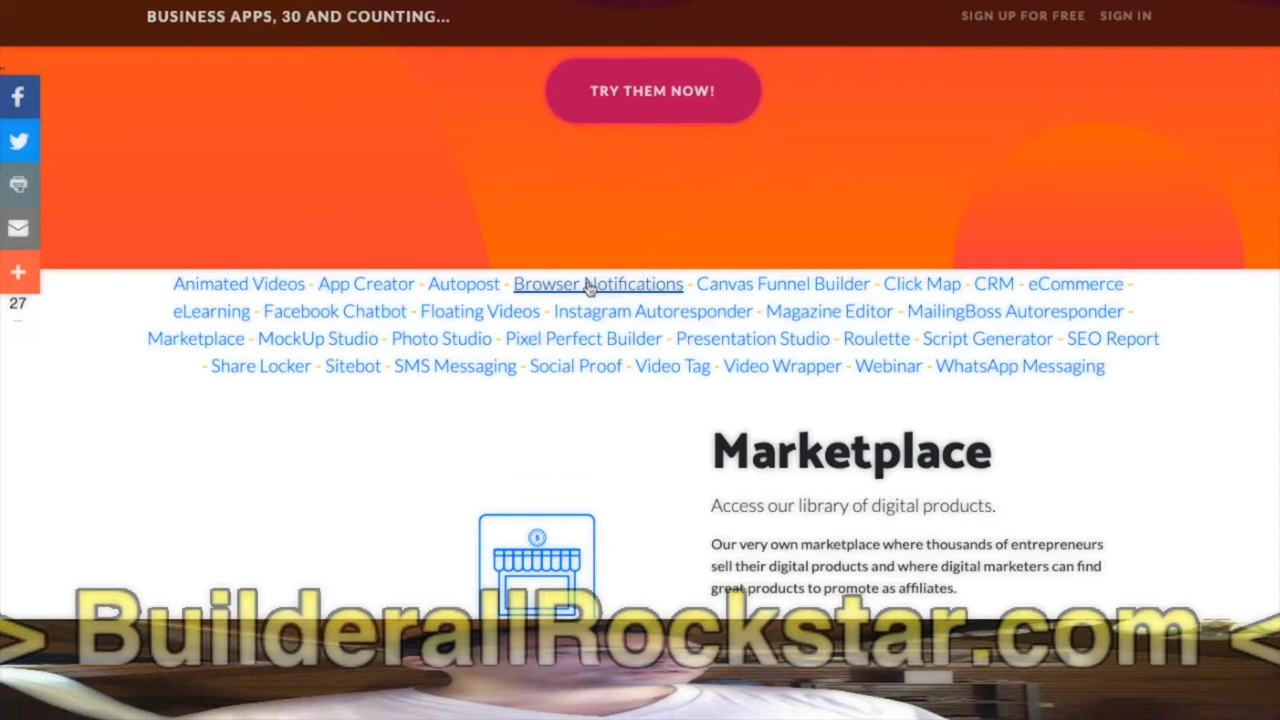 BUSINESS APPS, 30 AND COUNTING...
SIGN UP FOR FREE SIGN IN
TRY THEM NOW!
27
...
Animated Videos - App Creator - Autopost - Browser Notifications - Canvas Funnel Builder - Click Map - CRM - eCommerce -
eLearning - Facebook Chatbot - Floating Videos - Instagram Autoresponder - Magazine Editor - MailingBoss Autoresponder -
Marketplace - MockUp Studio - Photo Studio - Pixel Perfect Builder - Presentation Studio - Roulette - Script Generator - SEO Report
- Share Locker - Sitebot - SMS Messaging - Social Proof - Video Tag - Video Wrapper - Webinar - WhatsApp Messaging
Marketplace
Access our library of digital products.
Our very own marketplace where thousands of entrepreneurs
sell their digital products and where digital marketers can find
great products to promote as affiliates.
> BuilderallRockstar.com <